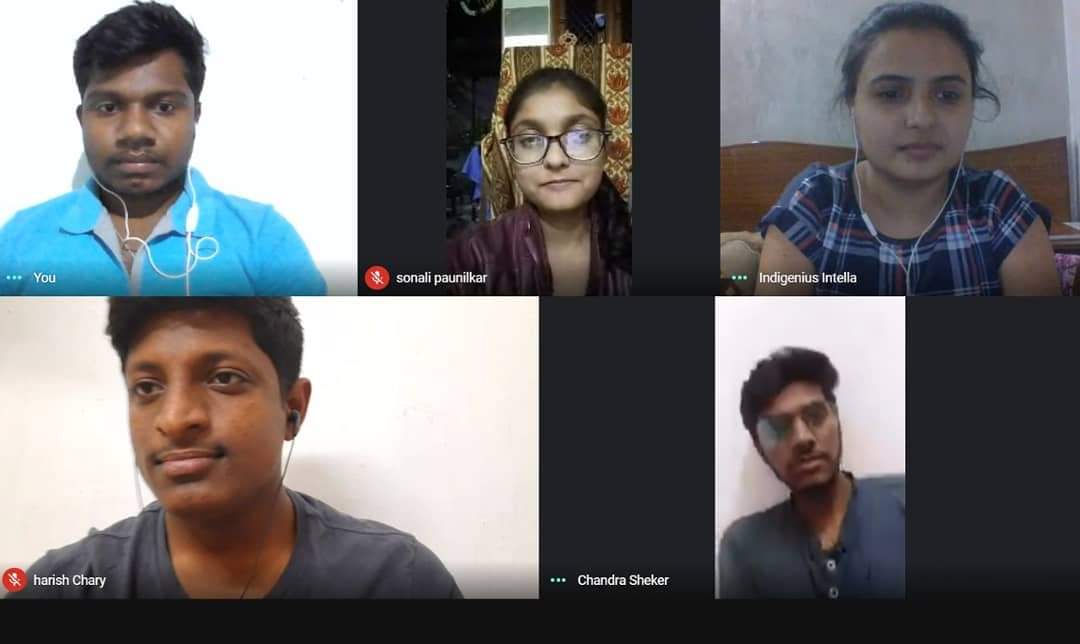 You
sonali paunilkar
Indigenius Intella
harish Chary
Chandra Sheker